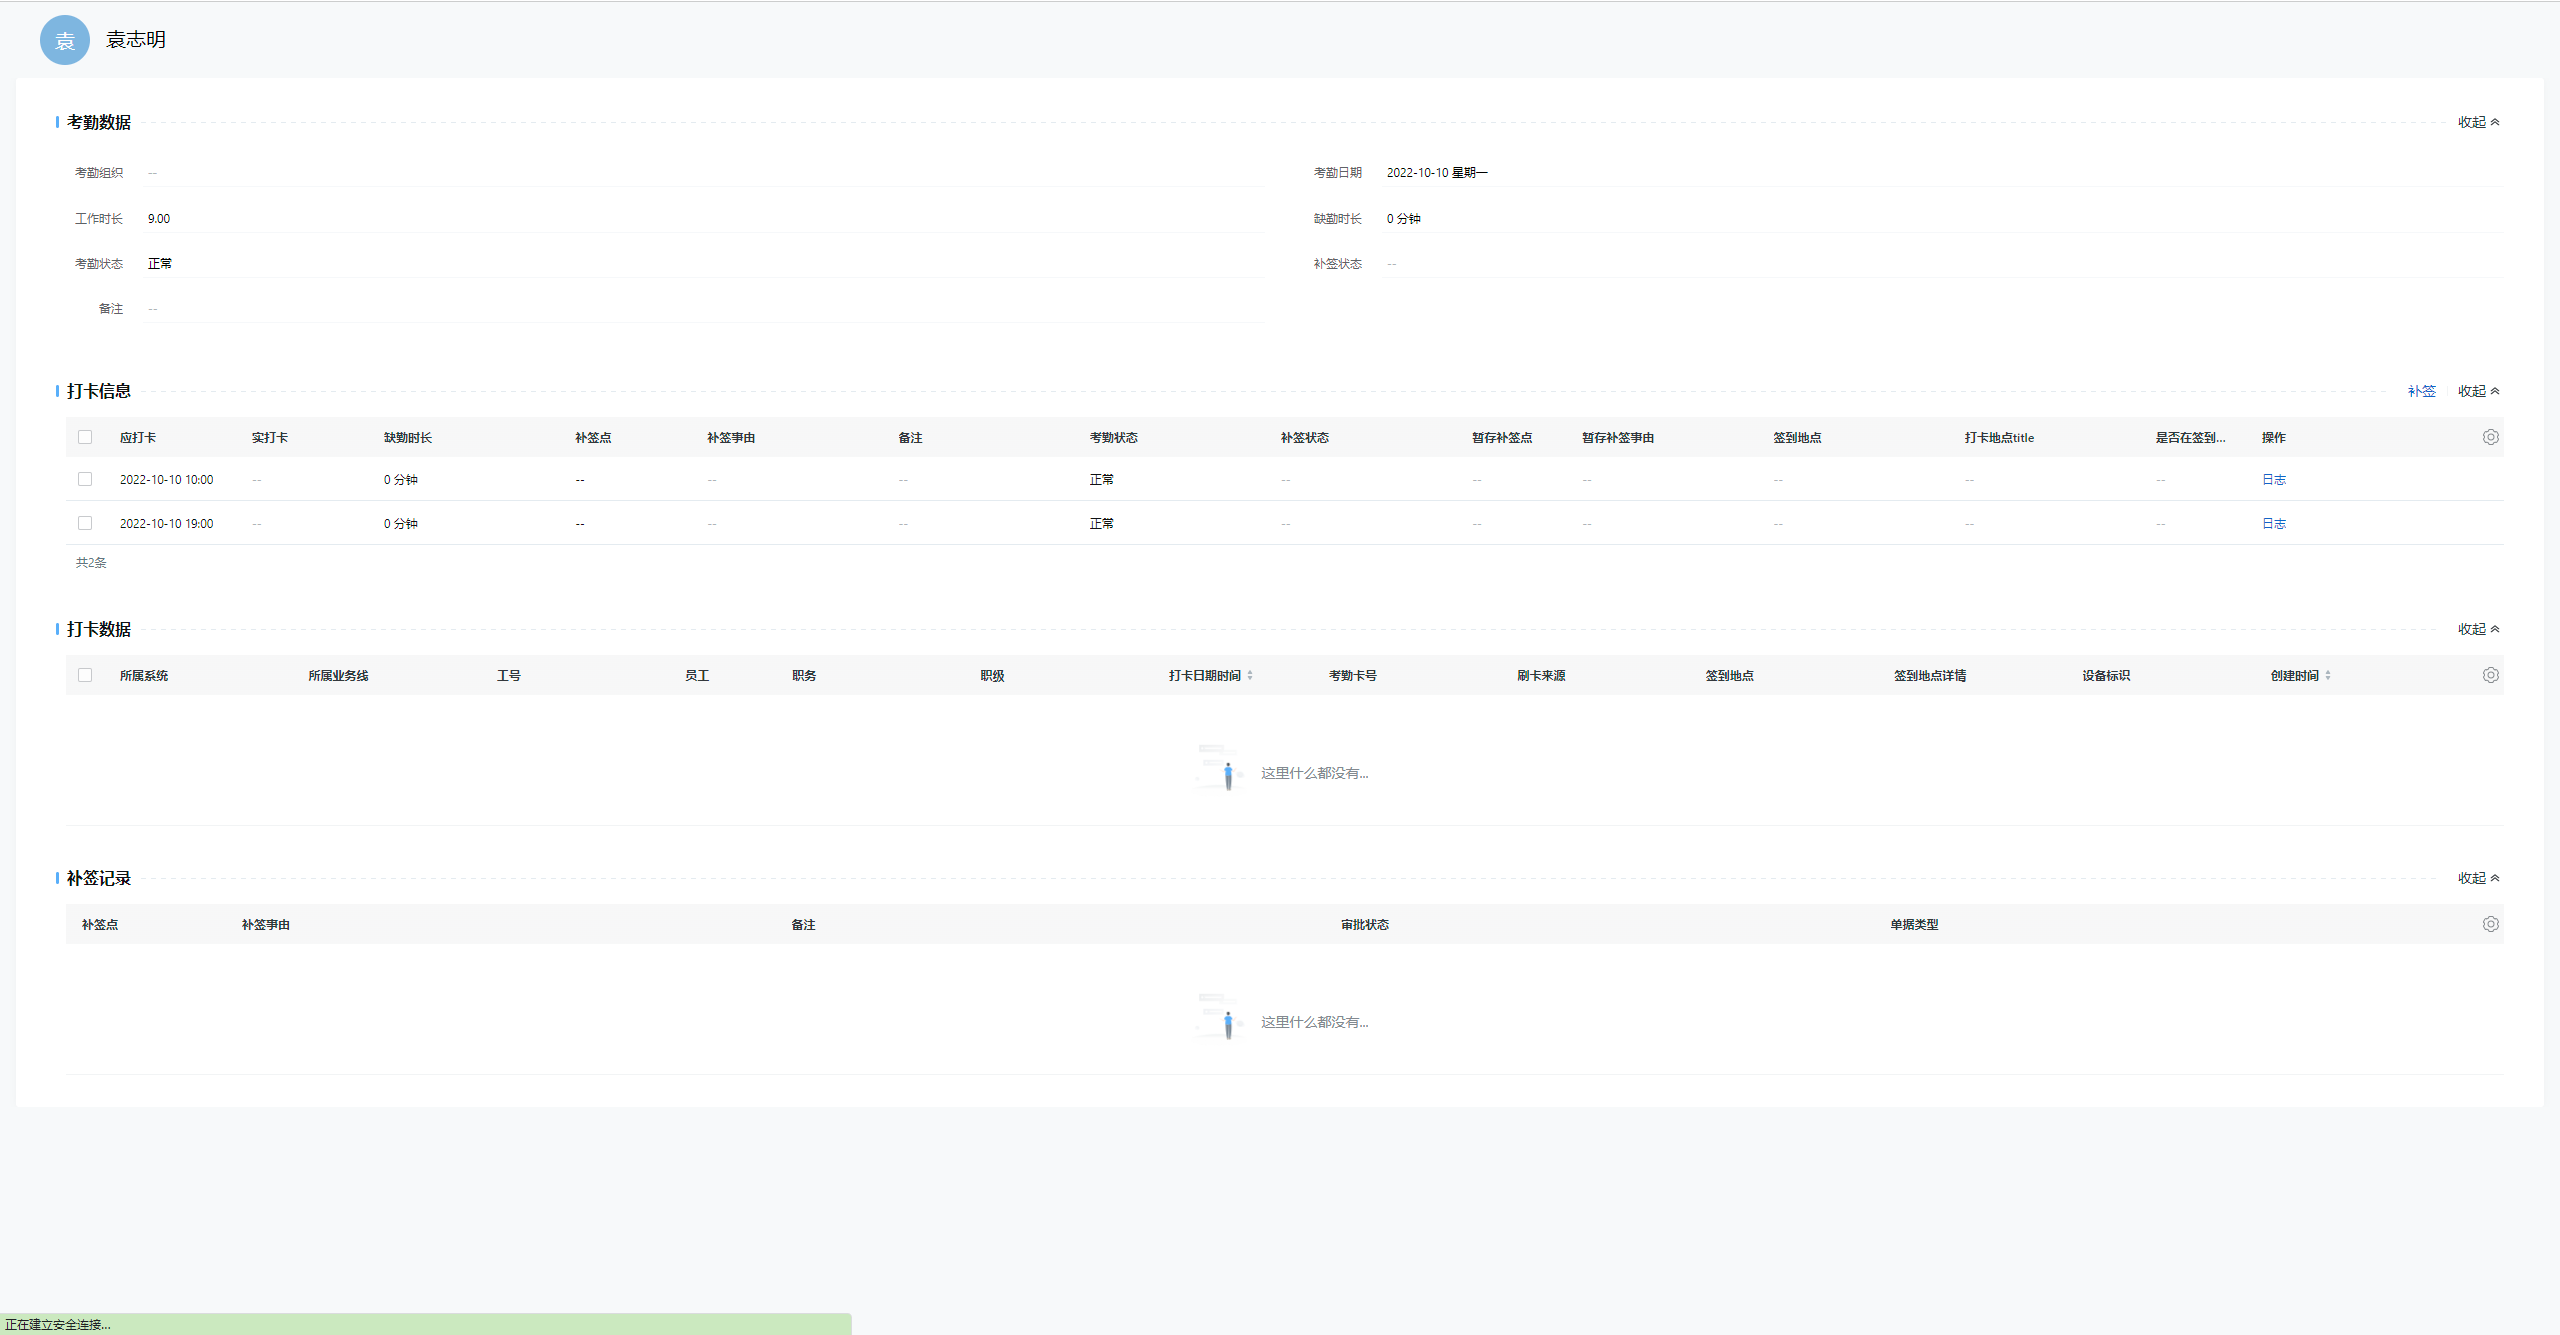 袁 袁志明
考勤数据 收起
考勤组织 -- 考勤日期 2022-10-10 星期一
工作时长 9.00 缺勤时长 0 分钟
考勤状态 正常 补签状态 --
备注 --
打卡信息 补签 收起
应打卡 实打卡 缺勤时长 补签点 补签事由 备注 考勤状态 补签状态 暂存补签点 暂存补签事由 签到地点 打卡地点title 是否在签到... 操作
2022-10-10 10:00 -- 0 分钟 -- -- -- 正常 -- -- -- -- -- -- 日志
2022-10-10 19:00 -- 0 分钟 -- -- -- 正常 -- -- -- -- -- -- 日志
共2条
打卡数据 收起
所属系统 所属业务线 工号 员工 职务 职级 打卡日期时间 考勤卡号 刷卡来源 签到地点 签到地点详情 设备标识 创建时间
这里什么都没有...
补签记录 收起
补签点 补签事由 备注 审批状态 单据类型
这里什么都没有...
正在建立安全连接...